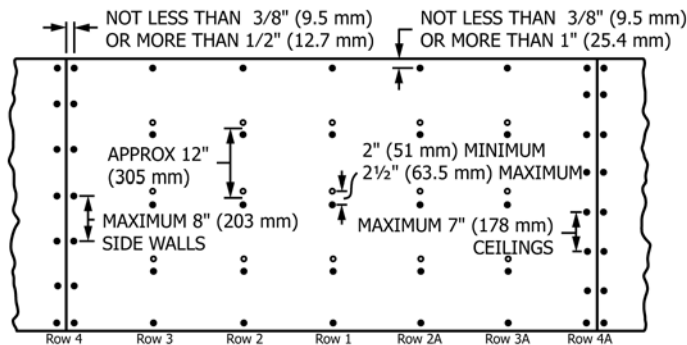 NOT LESS THAN 3/8" (9.5 mm)
OR MORE THAN 1/2" (12.7 mm)
NOT LESS THAN 3/8" (9.5 mm)
OR MORE THAN 1" (25.4 mm)
APPROX 12"
(305 mm)
2" (51 mm) MINIMUM
2½" (63.5 mm) MAXIMUM
MAXIMUM 8" (203 mm)
SIDE WALLS
MAXIMUM 7" (178 mm)
CEILINGS
Row 4 Row 3 Row 2 Row 1 Row 2A Row 3A Row 4A